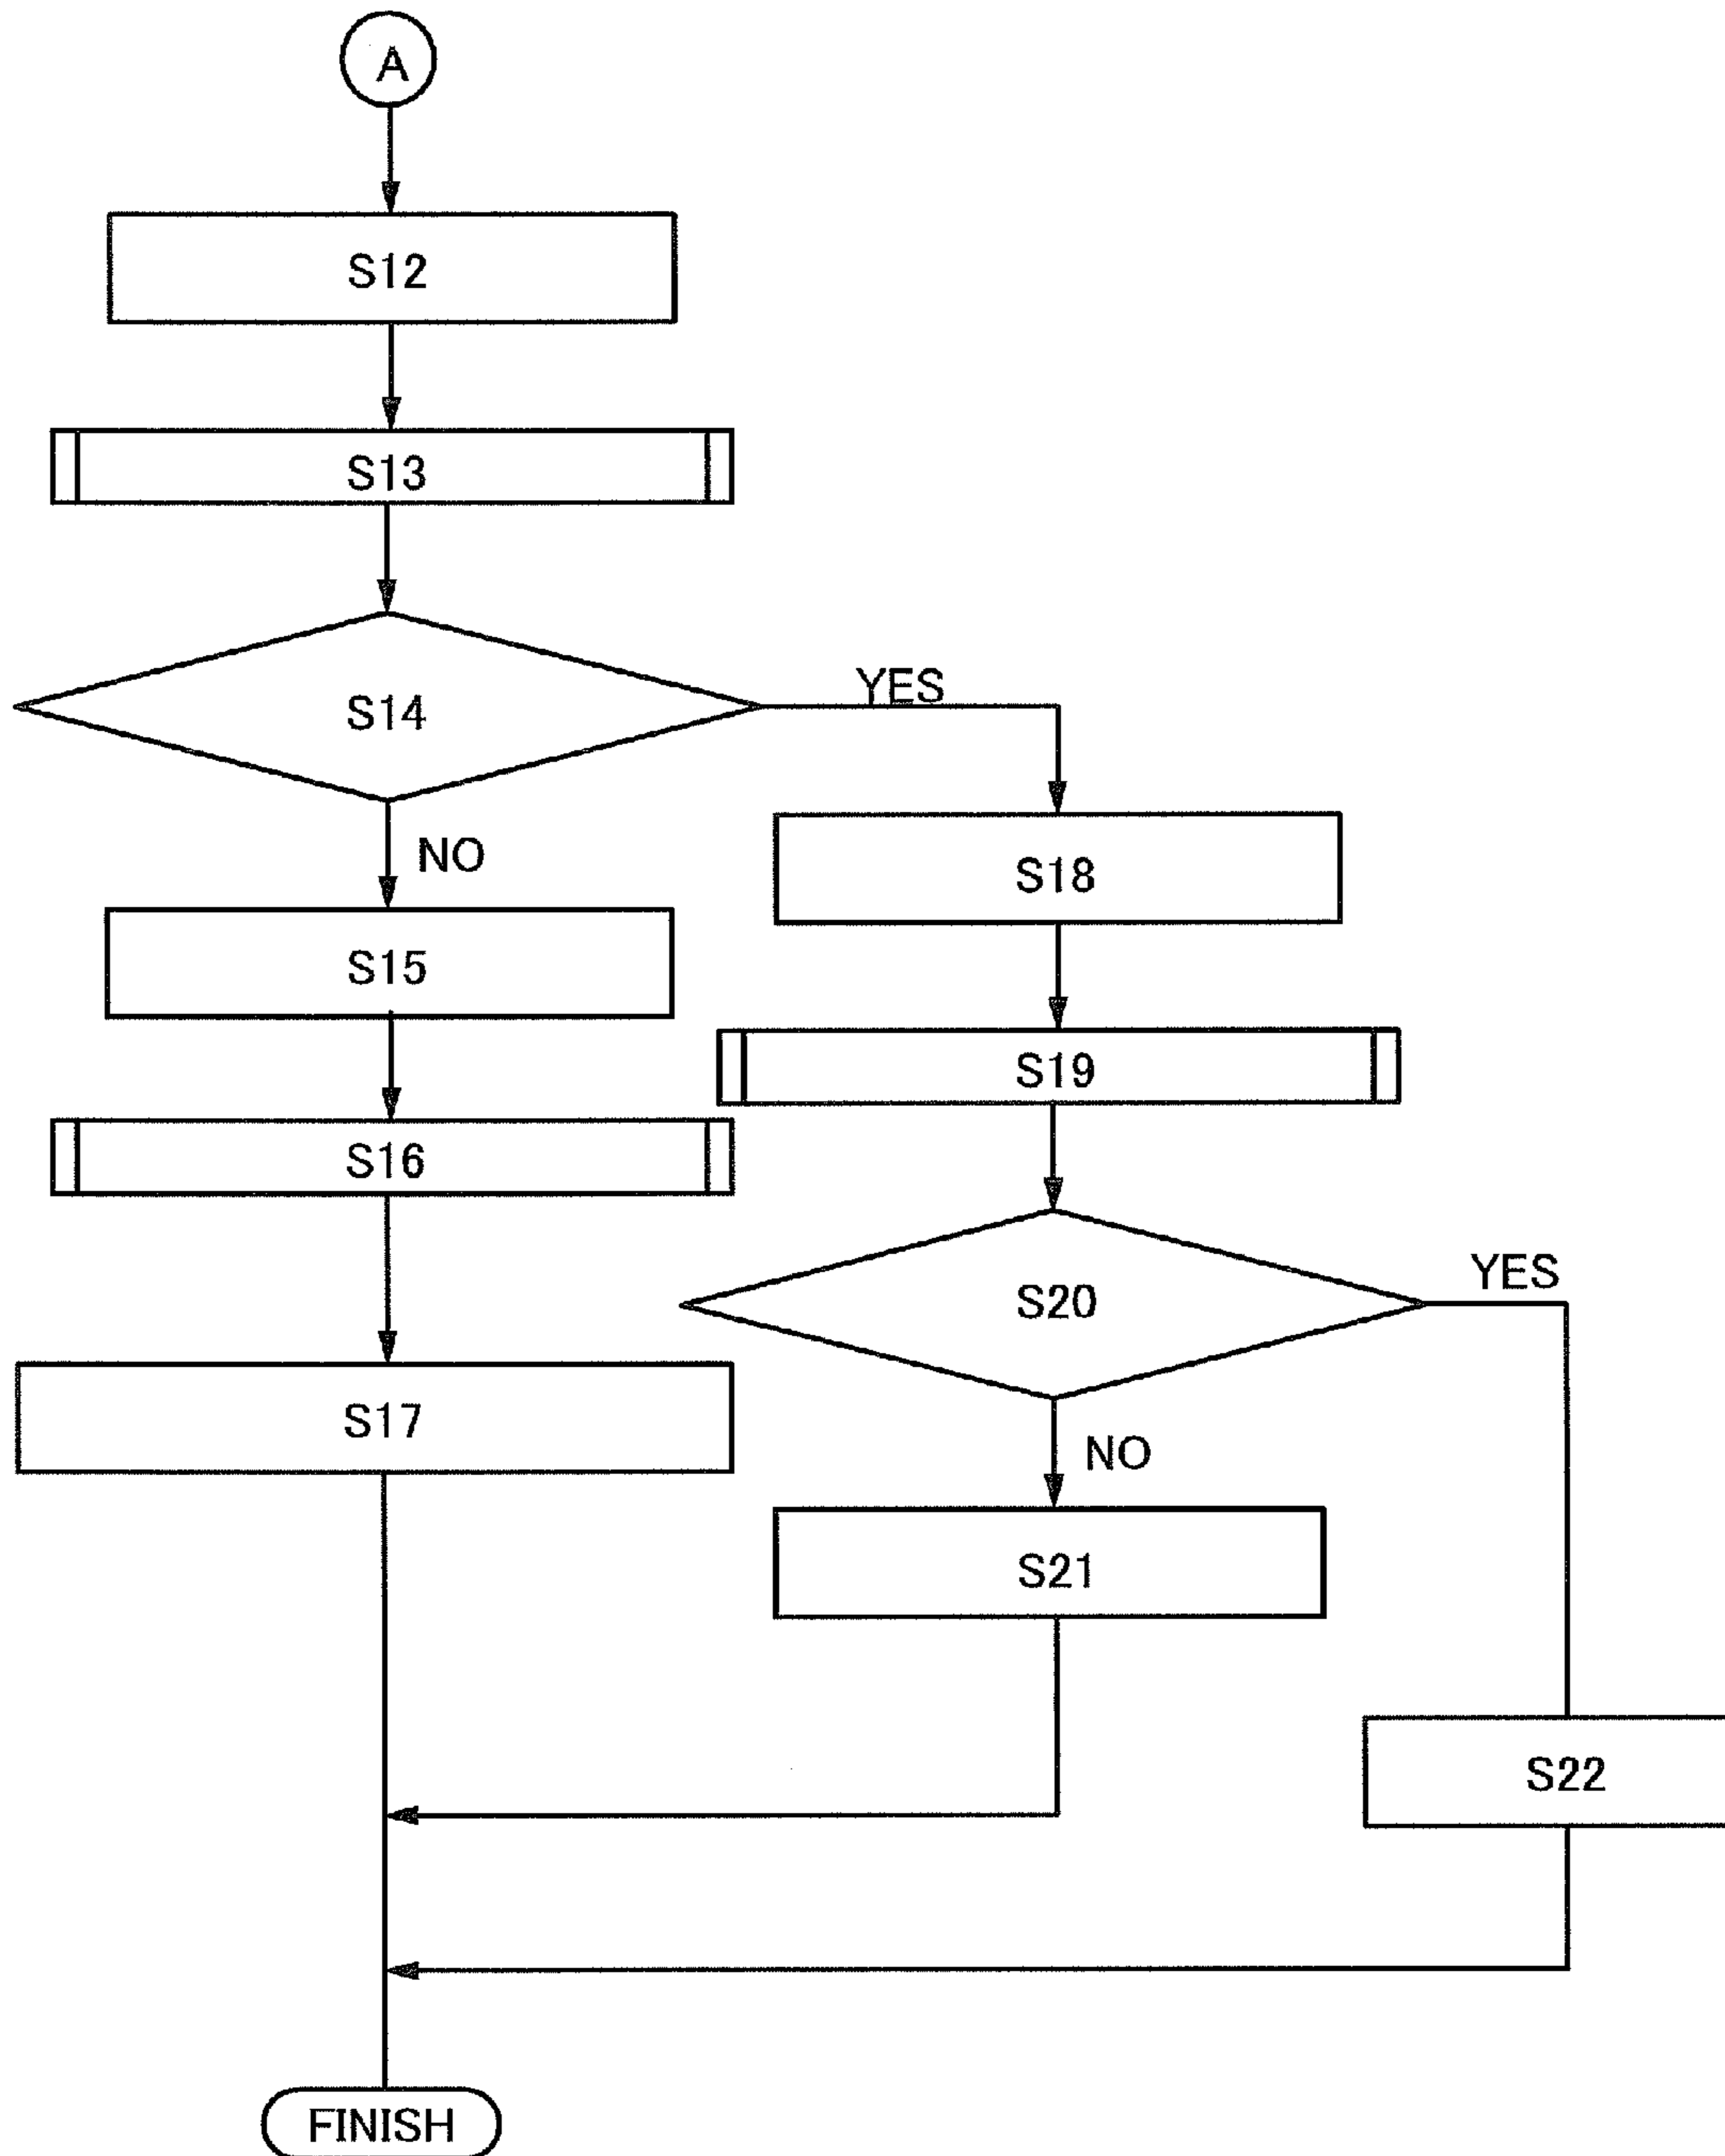 A
S12
S13
S14
YES
NO
S15
S16
S17
S18
S19
S20
YES
NO
S21
S22
FINISH